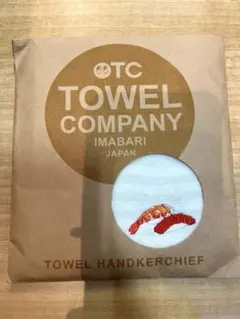 OTC
TOWEL
COMPANY
IMABARI
JAPAN
TOWEL HANDKERCHIEF